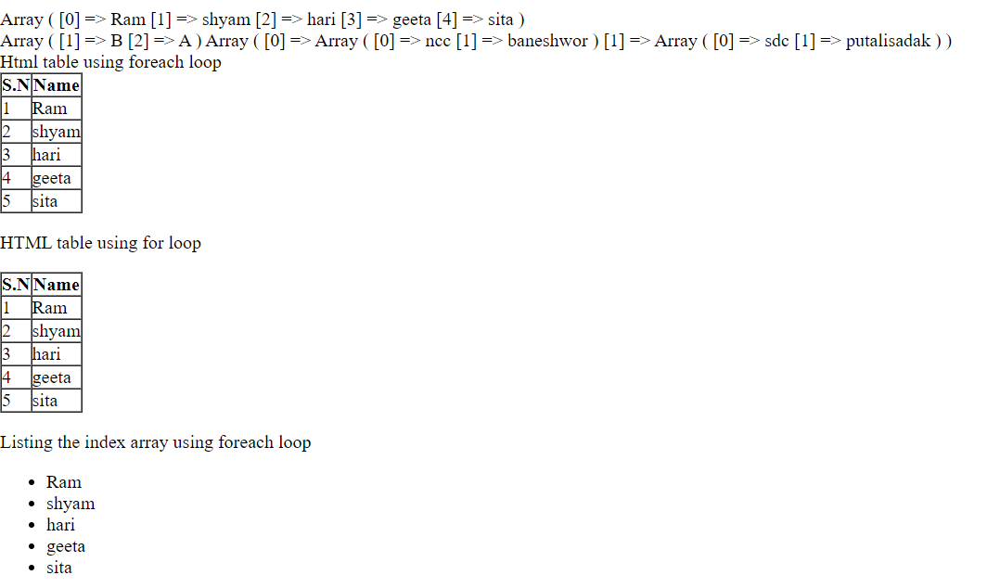 Array ( [0] => Ram [1] => shyam [2] => hari [3] => geeta [4] => sita )
Array ( [1] => B [2] => A ) Array ( [0] => Array ( [0] => ncc [1] => baneshwor ) [1] => Array ( [0] => sdc [1] => putalisadak ) )
Html table using foreach loop
S.N Name
1 Ram
2 shyam
3 hari
4 geeta
5 sita
HTML table using for loop
S.N Name
1 Ram
2 shyam
3 hari
4 geeta
5 sita
Listing the index array using foreach loop
• Ram
• shyam
• hari
• geeta
• sita